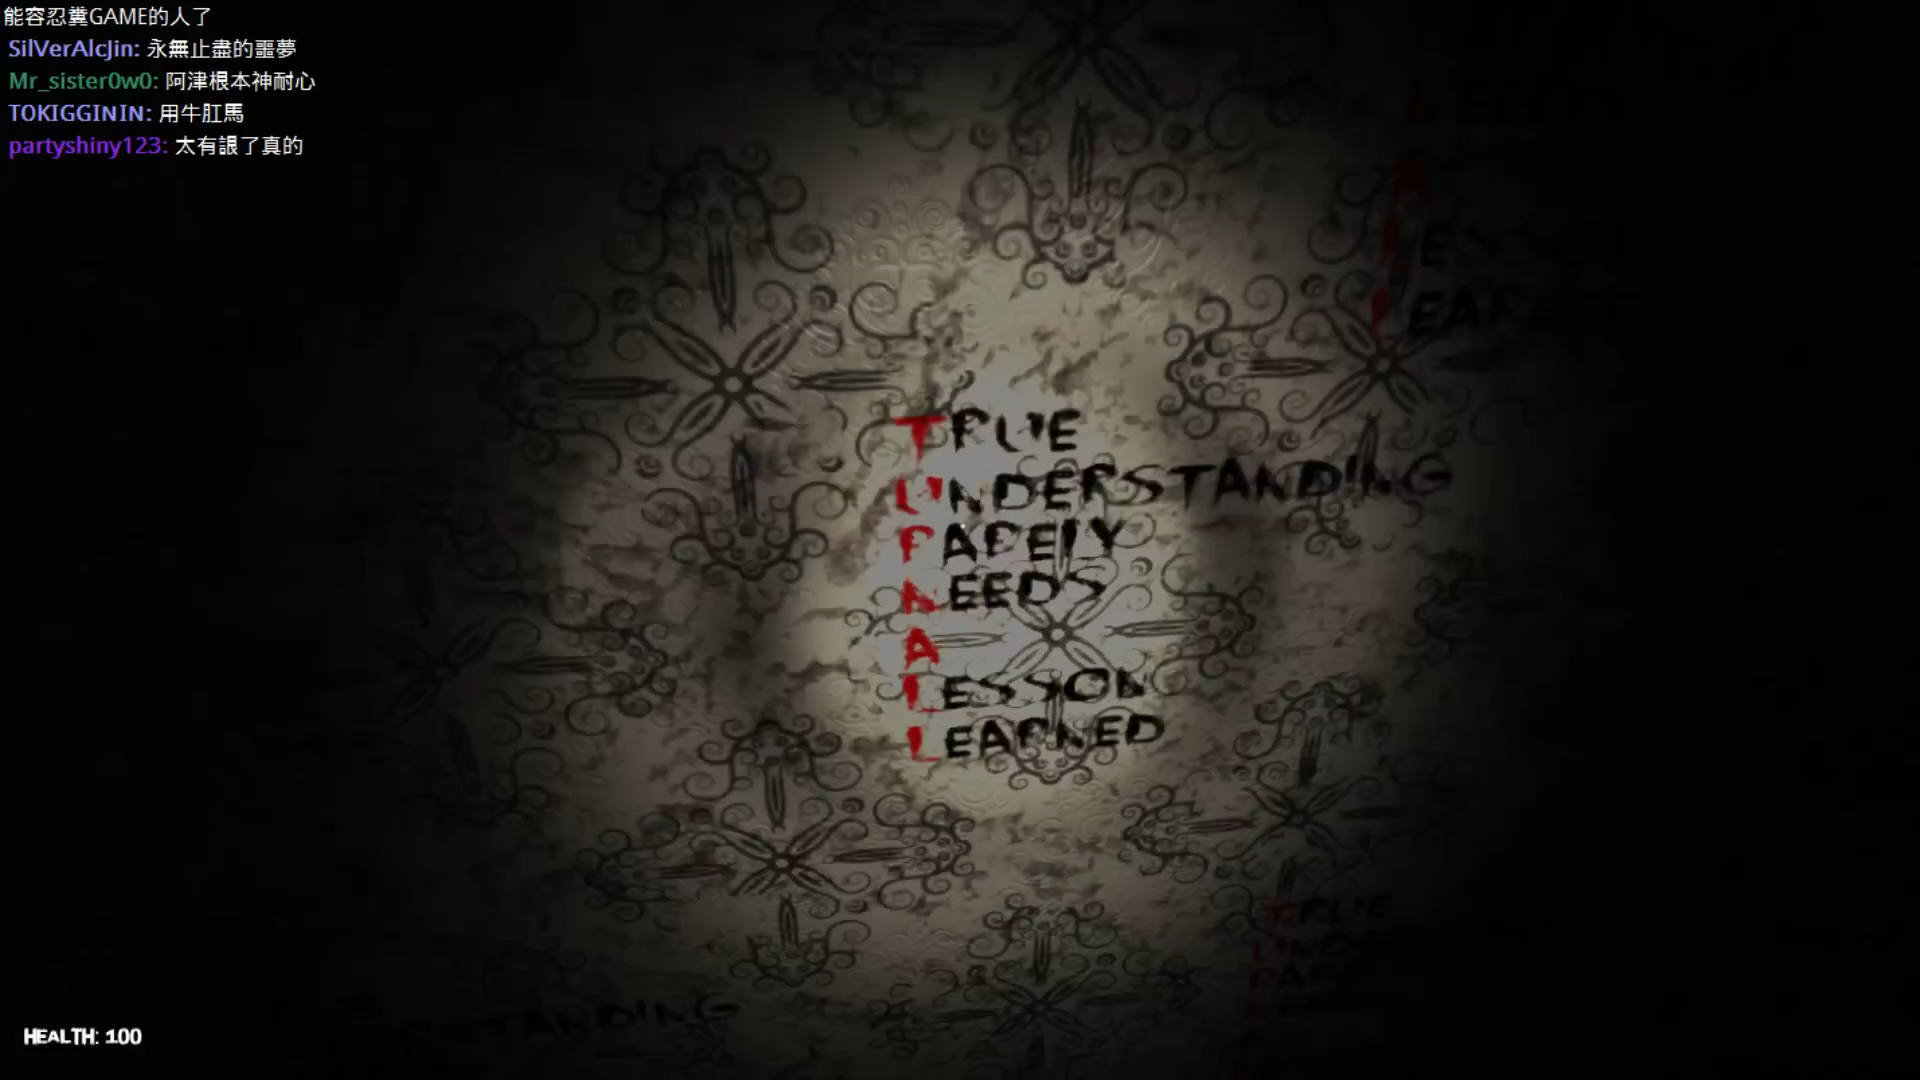 能容忍糞GAME的人了
SilVerAlcJin: 永無止盡的噩夢
Mr_sister0w0: 阿津根本神耐心
TOKIGGININ: 用牛肛馬
partyshiny123: 太有誏了真的
TRUE
UNDERSTANDING
RARELY
NEEDS
A
LESSON
LEARNED
HEALTH: 100